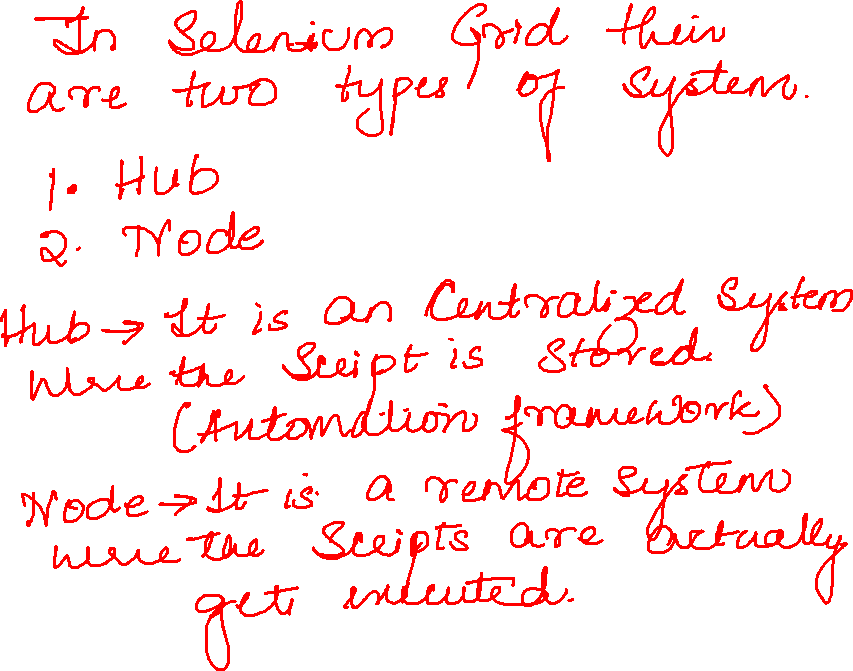 In Selenium Grid their
are two types of system.
1. Hub
2. Node
Hub → It is an Centralized System
where the Script is stored.
(Automation framework)
Node → It is a remote system
where the Scripts are actually
get executed.